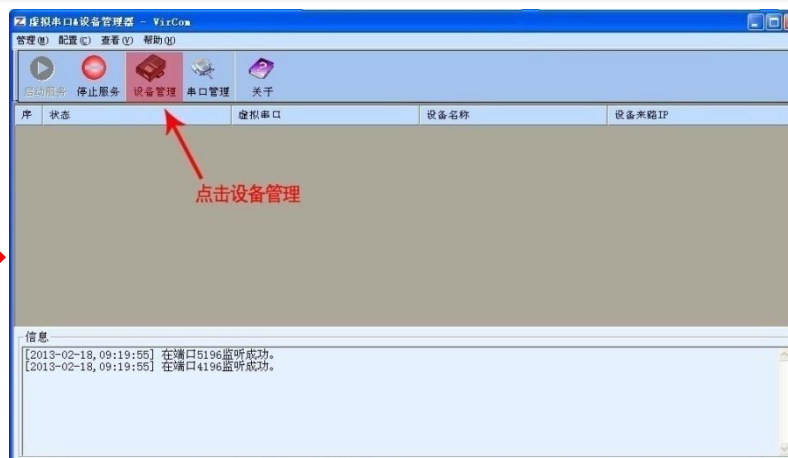 虚拟串口&设备管理器 - VirCom
管理(M) 配置(C) 查看(V) 帮助(H)
启动服务 停止服务 设备管理 串口管理 关于
序 状态 虚拟串口 设备名称 设备来路IP
点击设备管理
信息
[2013-02-18,09:19:55] 在端口5196监听成功。
[2013-02-18,09:19:55] 在端口4196监听成功。